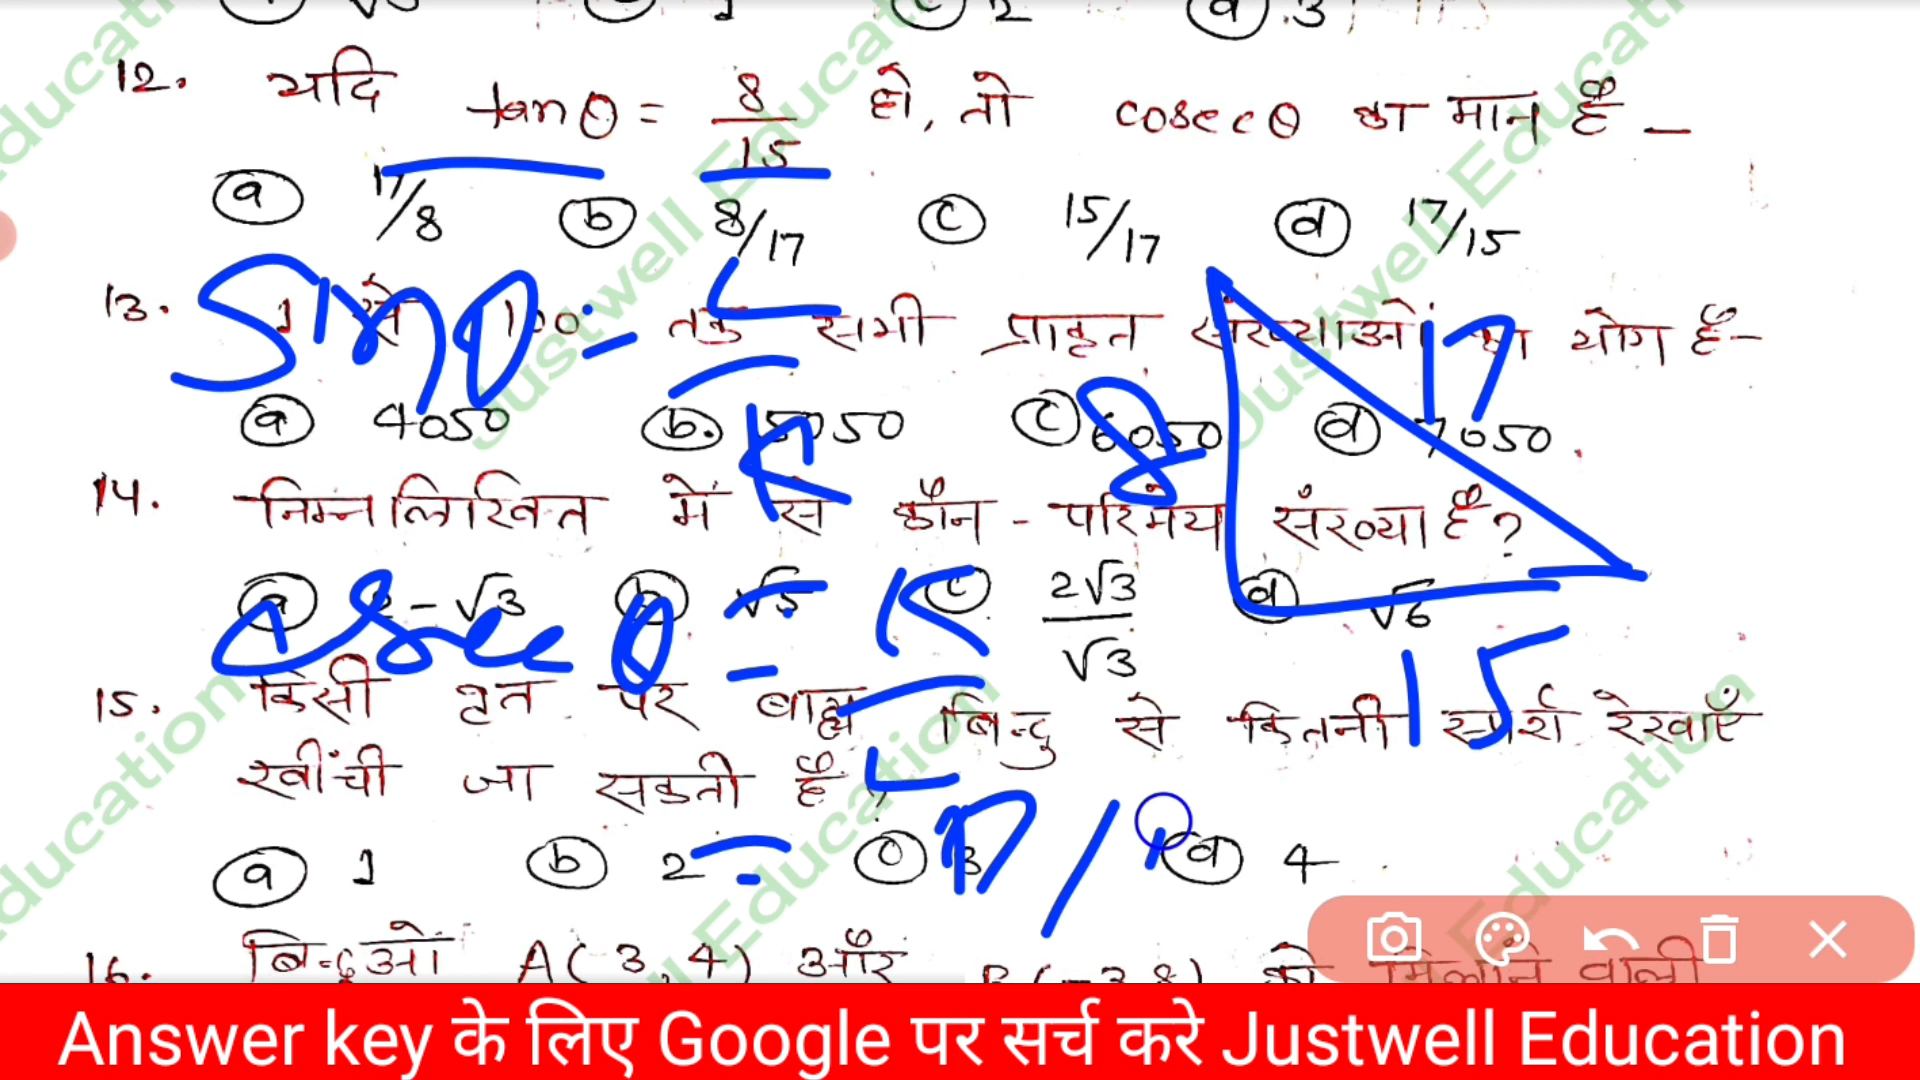 12. यदि tanθ = 8/15 हो, तो cosecθ का मान है –
ⓐ 17/8 ⓑ 8/17 ⓒ 15/17 ⓓ 17/15
13. 1 से 100 तक सभी प्राकृत संख्याओं का योग है–
ⓐ 4050 ⓑ. 5050 ⓒ 6050 ⓓ 7050.
14. निम्नलिखित में से कौन - परिमेय संख्या है?
ⓐ 2-√3 ⓑ √5 ⓒ 2√3/√3 ⓓ √6
15. किसी वृत पर बाह्य बिन्दु से कितनी स्पर्श रेखाएँ
खींची जा सकती है?
ⓐ 1 ⓑ 2 ⓒ 3 ⓓ 4
16. बिन्दुओं A(3,4) और को मिलाने वाली
sinθ = L/K
8 17 15
cosecθ = K/L
= 17/
Justwell Education
Answer key के लिए Google पर सर्च करे Justwell Education